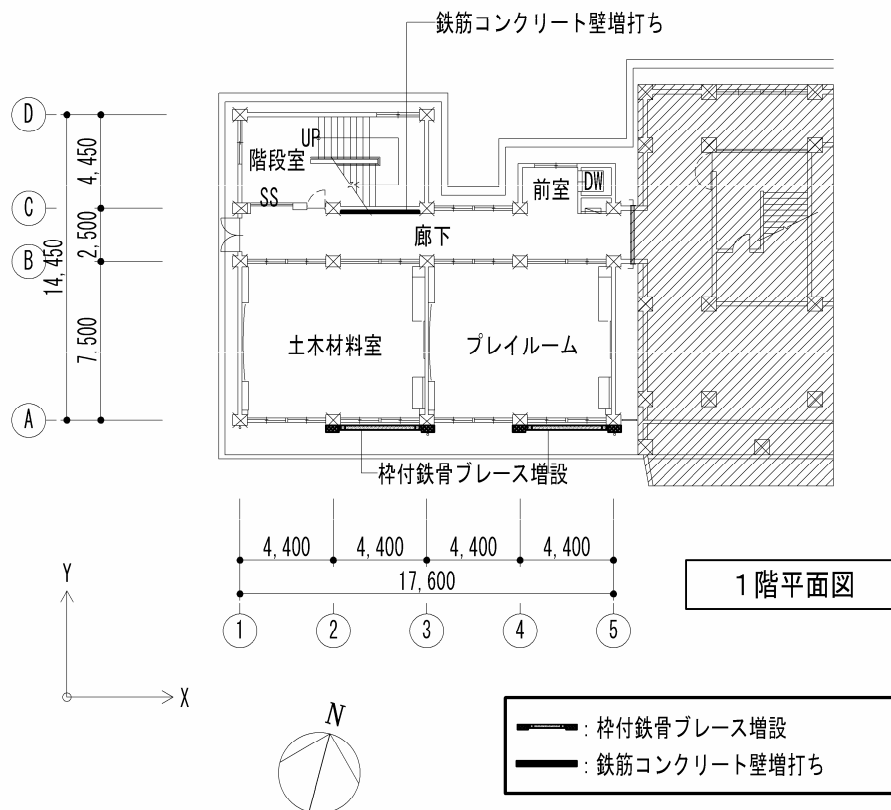 鉄筋コンクリート壁増打ち
D
C
B
A
4,450
2,500
7.500
14,450
UP
階段室
SS
前室
DW
廊下
土木材料室
プレイルーム
枠付鉄骨ブレース増設
4,400
4,400
4,400
4,400
17,600
1
2
3
4
5
1階平面図
Y
X
N
: 枠付鉄骨ブレース増設
: 鉄筋コンクリート壁増打ち